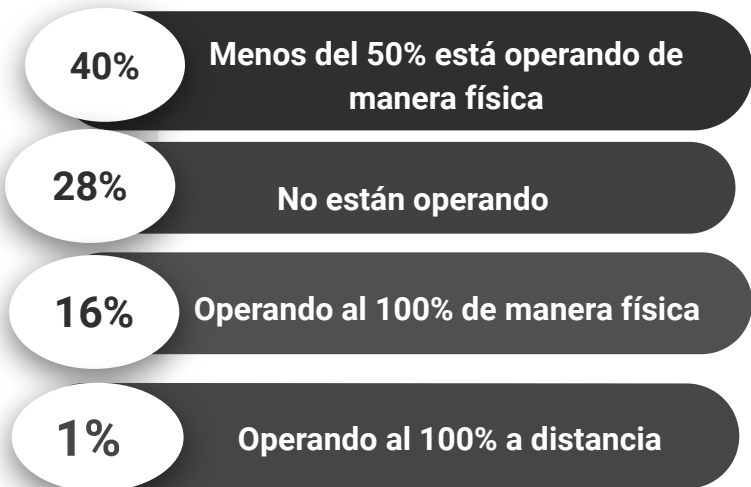 40%
Menos del 50% está operando de
manera física
28%
No están operando
16%
Operando al 100% de manera física
1%
Operando al 100% a distancia